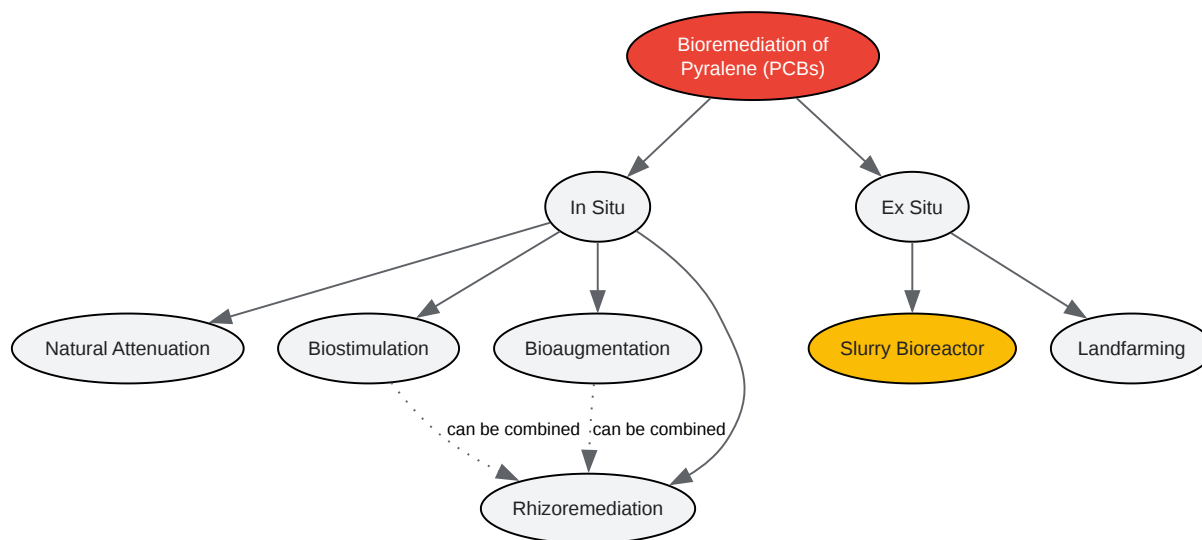 Bioremediation of
Pyralene (PCBs)
In Situ
Ex Situ
Natural Attenuation
Biostimulation
Bioaugmentation
Slurry Bioreactor
Landfarming
can be combined
can be combined
Rhizoremediation